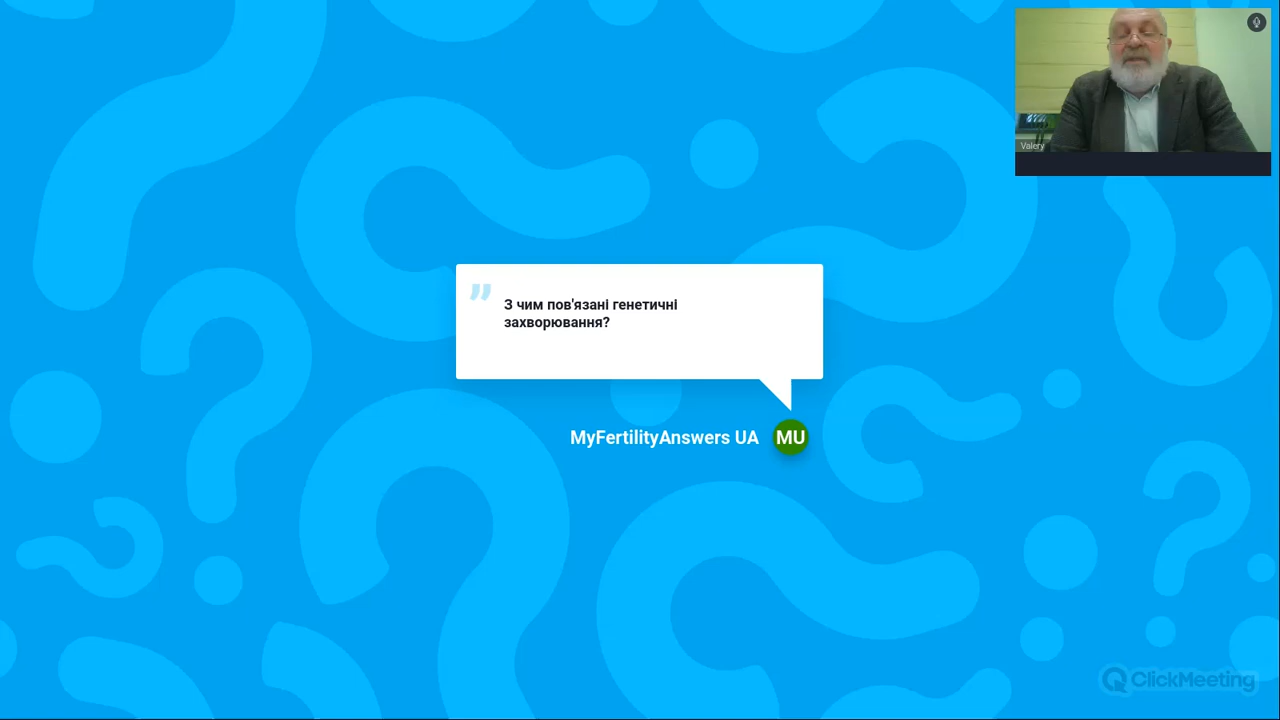 Valery
”
З чим пов'язані генетичні
захворювання?
MyFertilityAnswers UA MU
ClickMeeting